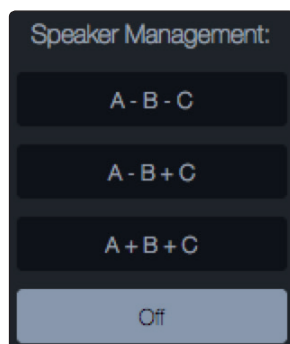 Speaker Management:
A - B - C
A - B + C
A + B + C
Off